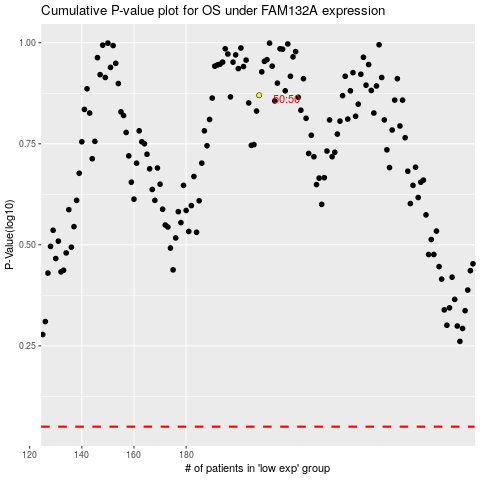 Cumulative P-value plot for OS under FAM132A expression
P-Value(log10)
1.00
0.75
0.50
0.25
50:50
120 140 160 180
# of patients in 'low exp' group